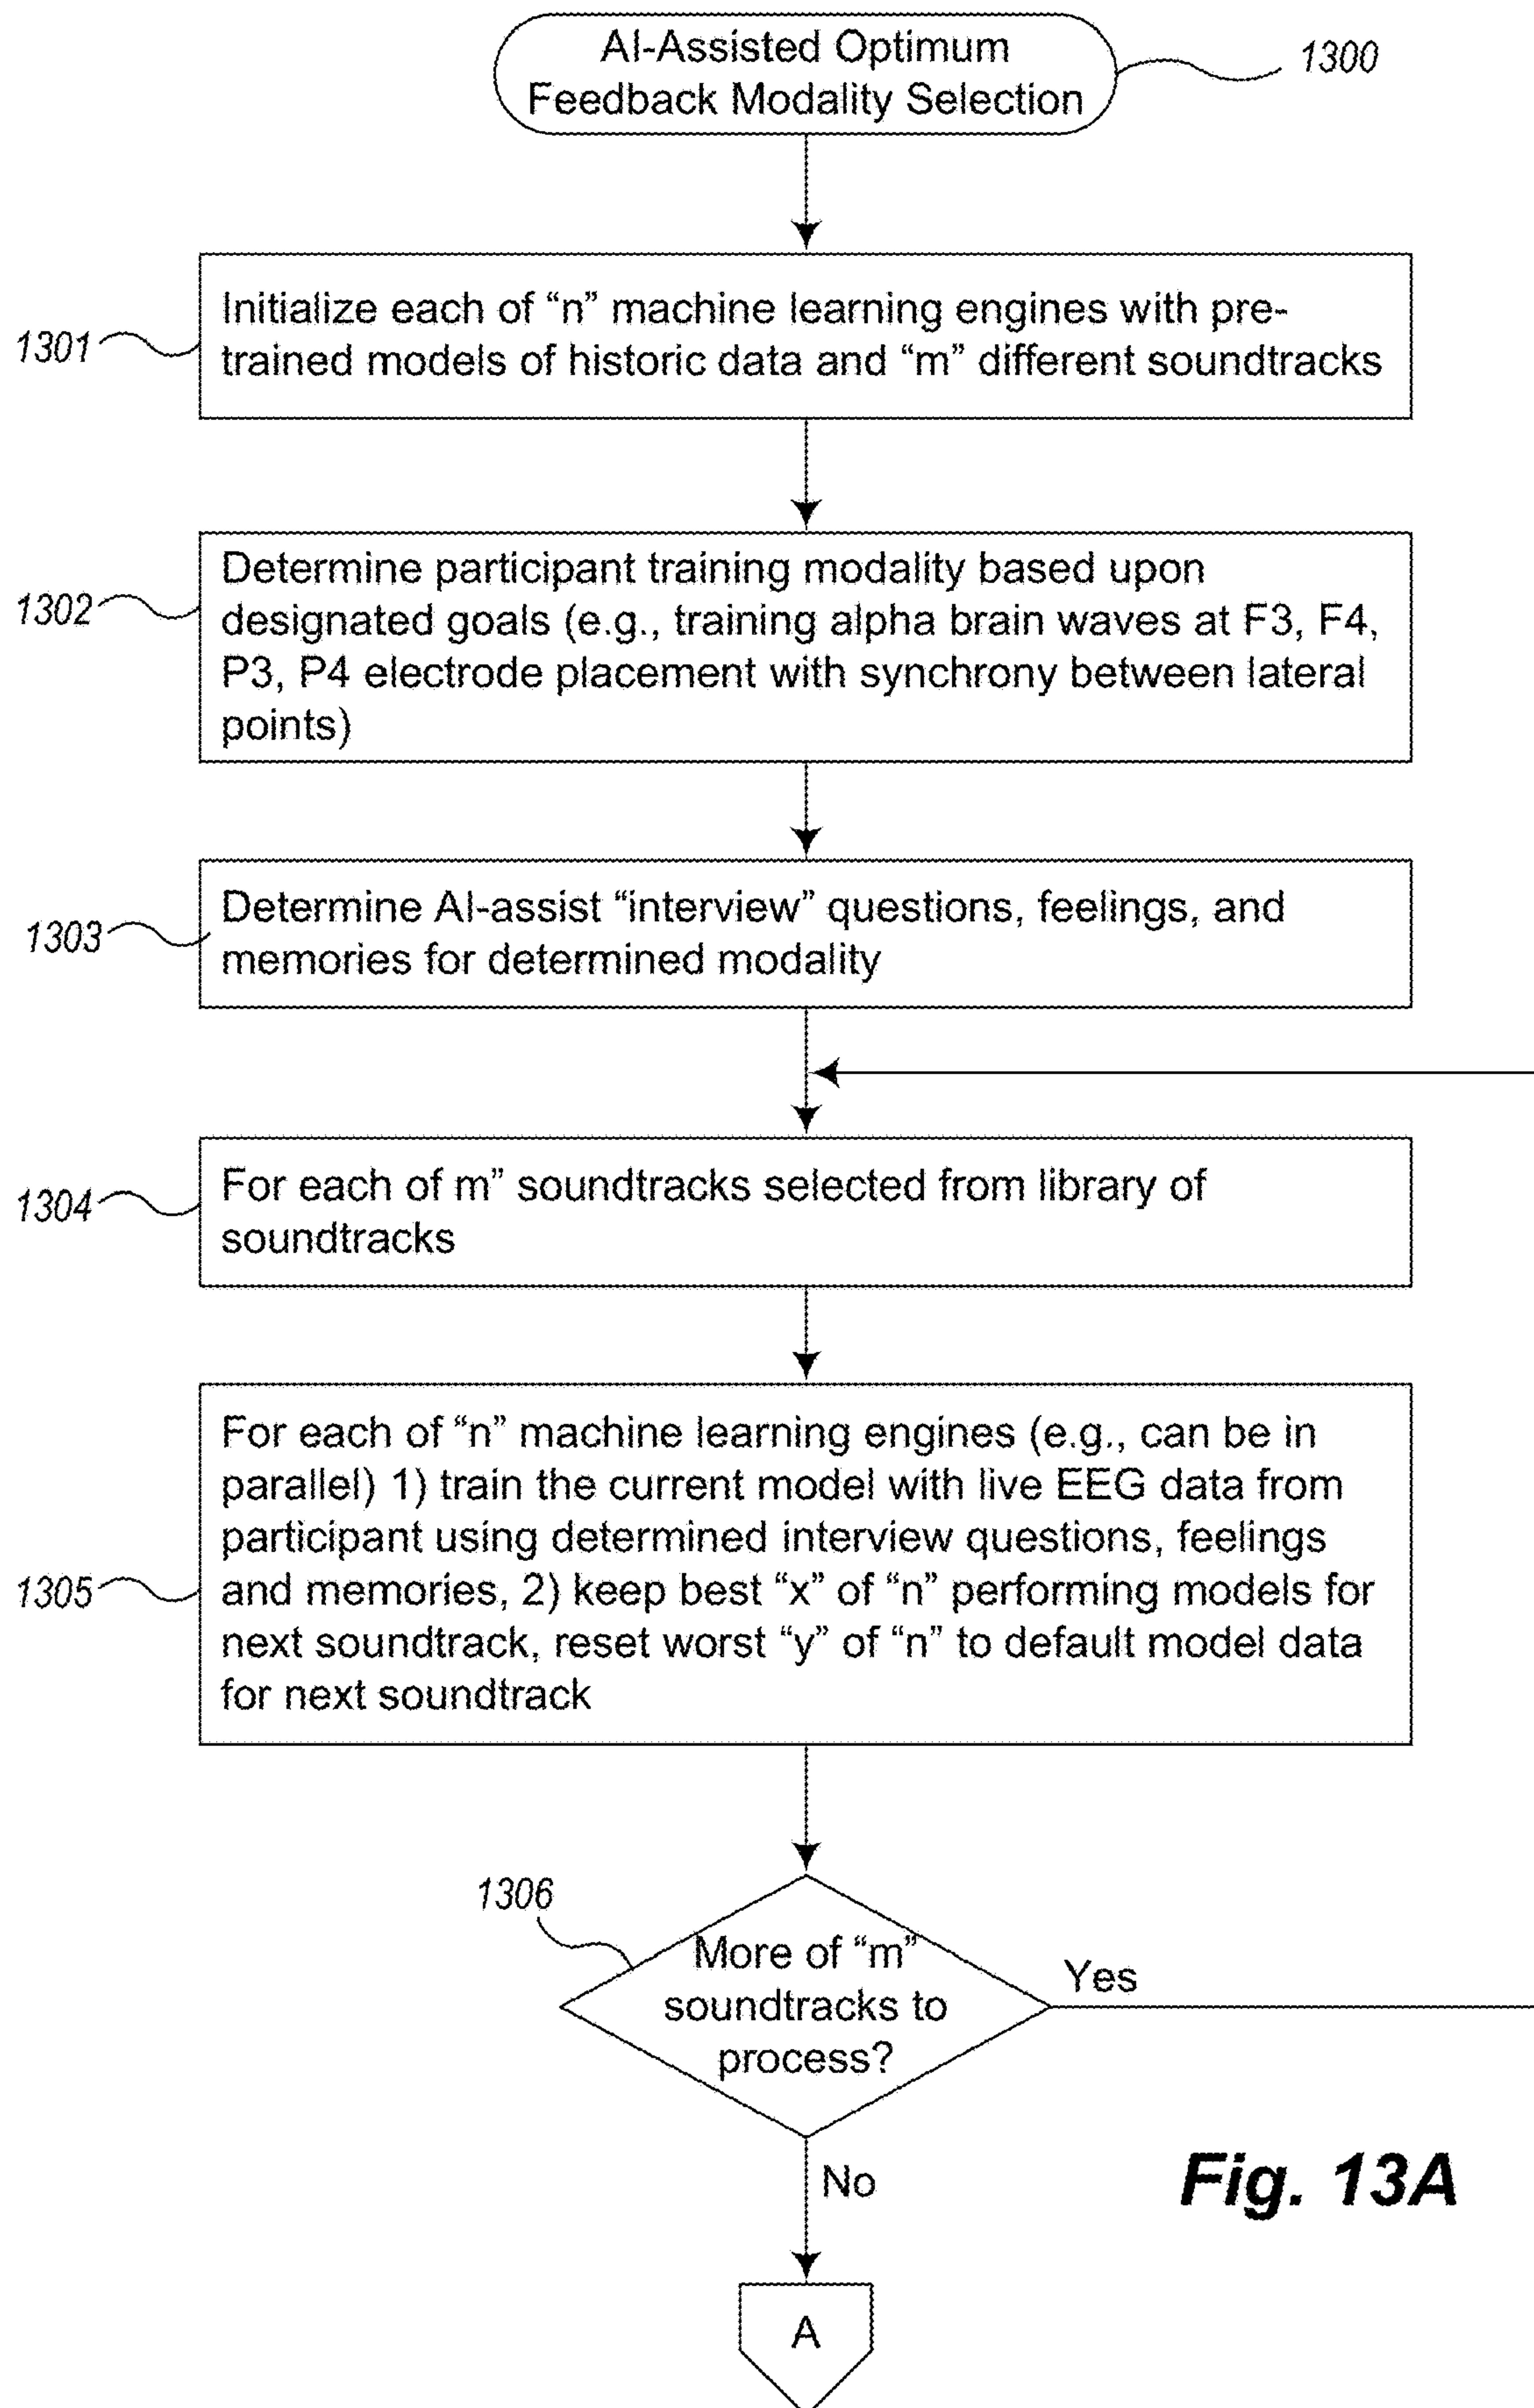 AI-Assisted Optimum
Feedback Modality Selection
1300
1301
Initialize each of “n” machine learning engines with pre-
trained models of historic data and “m” different soundtracks
1302
Determine participant training modality based upon
designated goals (e.g., training alpha brain waves at F3, F4,
P3, P4 electrode placement with synchrony between lateral
points)
1303
Determine AI-assist “interview” questions, feelings, and
memories for determined modality
1304
For each of m” soundtracks selected from library of
soundtracks
1305
For each of “n” machine learning engines (e.g., can be in
parallel) 1) train the current model with live EEG data from
participant using determined interview questions, feelings
and memories, 2) keep best “x” of “n” performing models for
next soundtrack, reset worst “y” of “n” to default model data
for next soundtrack
1306
More of “m”
soundtracks to
process?
Yes
No
Fig. 13A
A